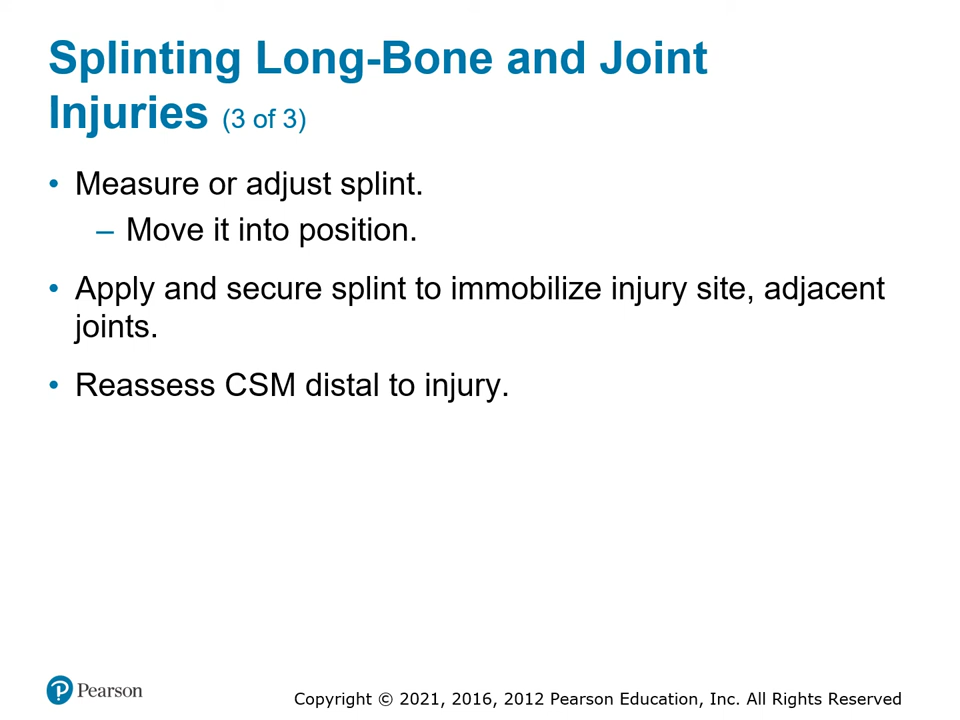 Splinting Long-Bone and Joint
Injuries (3 of 3)
• Measure or adjust splint.
– Move it into position.
• Apply and secure splint to immobilize injury site, adjacent
joints.
• Reassess CSM distal to injury.
P Pearson
Copyright © 2021, 2016, 2012 Pearson Education, Inc. All Rights Reserved